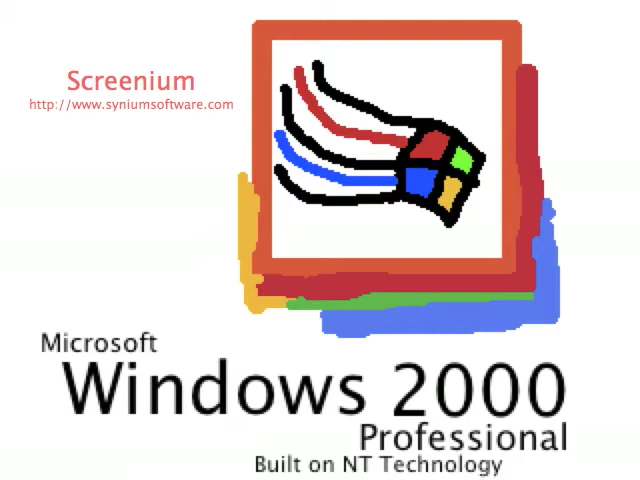 Screenium
http://www.syniumsoftware.com
Microsoft
Windows 2000
Professional
Built on NT Technology